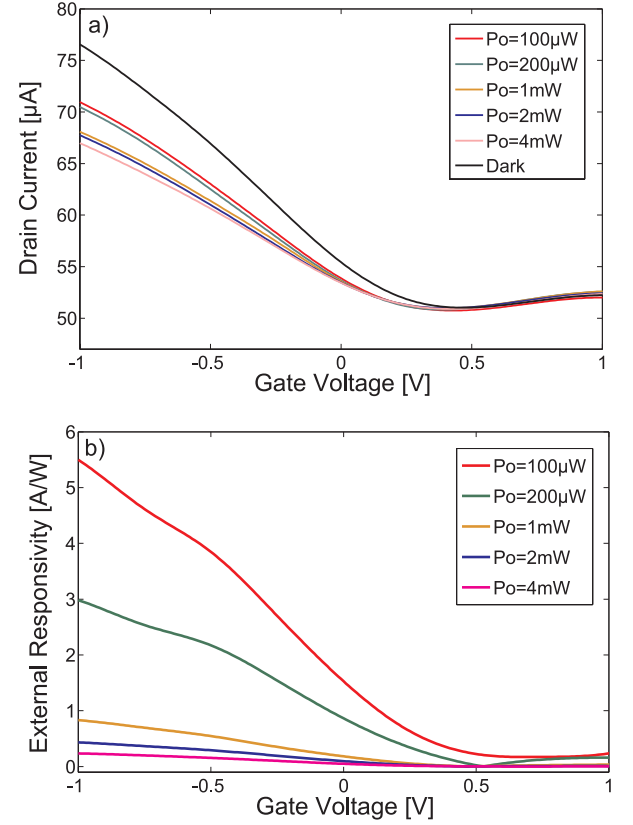 a)
80
75
70
65
60
55
50
Drain Current [µA]
Po=100µW
Po=200µW
Po=1mW
Po=2mW
Po=4mW
Dark
-1
-0.5
0
0.5
1
Gate Voltage [V]
b)
6
5
4
3
2
1
0
External Responsivity [A/W]
Po=100µW
Po=200µW
Po=1mW
Po=2mW
Po=4mW
-1
-0.5
0
0.5
1
Gate Voltage [V]